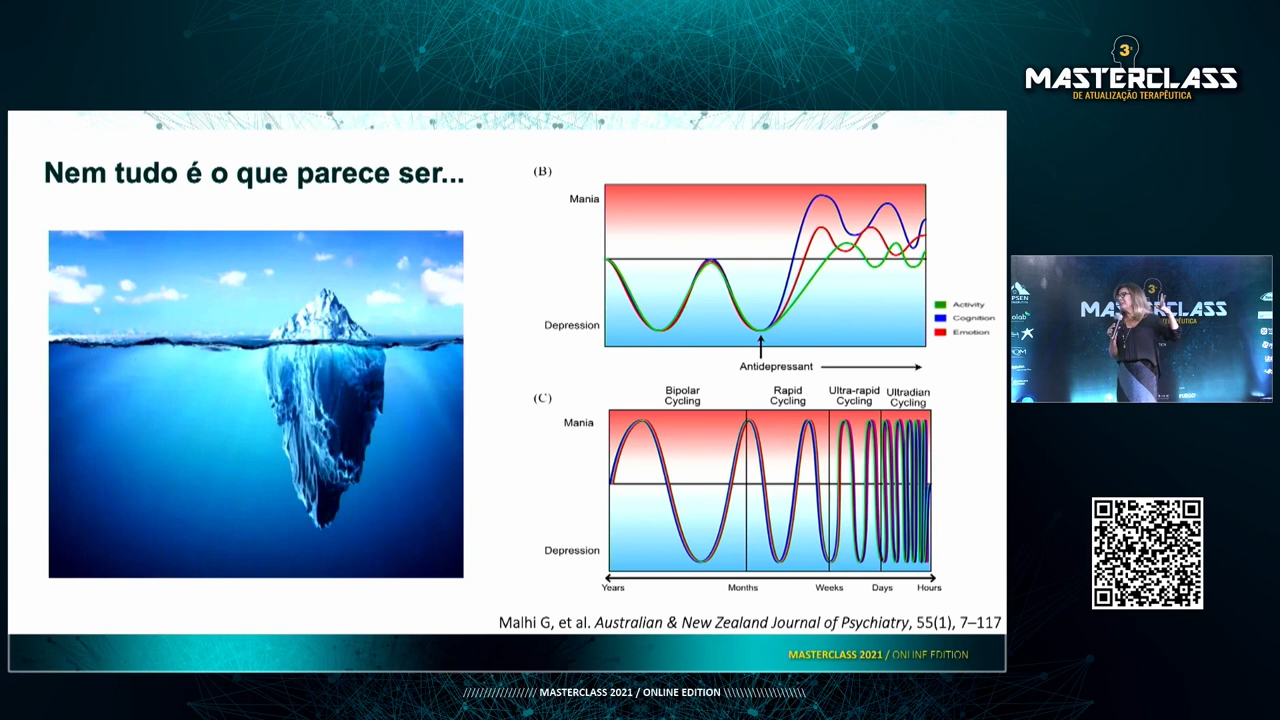 3ª
MASTERCLASS
DE ATUALIZAÇÃO TERAPÊUTICA
Nem tudo é o que parece ser...
(B)
Mania
Depression
Activity
Cognition
Emotion
Antidepressant
(C)
Bipolar Cycling
Rapid Cycling
Ultra-rapid Cycling
Ultradian Cycling
Mania
Depression
Years
Months
Weeks
Days
Hours
Malhi G, et al. Australian & New Zealand Journal of Psychiatry, 55(1), 7–117
MASTERCLASS 2021 / ONLINE EDITION
MASTERCLASS
////////////////// MASTERCLASS 2021 / ONLINE EDITION \\\\\\\\\\\\\\\\\\\\